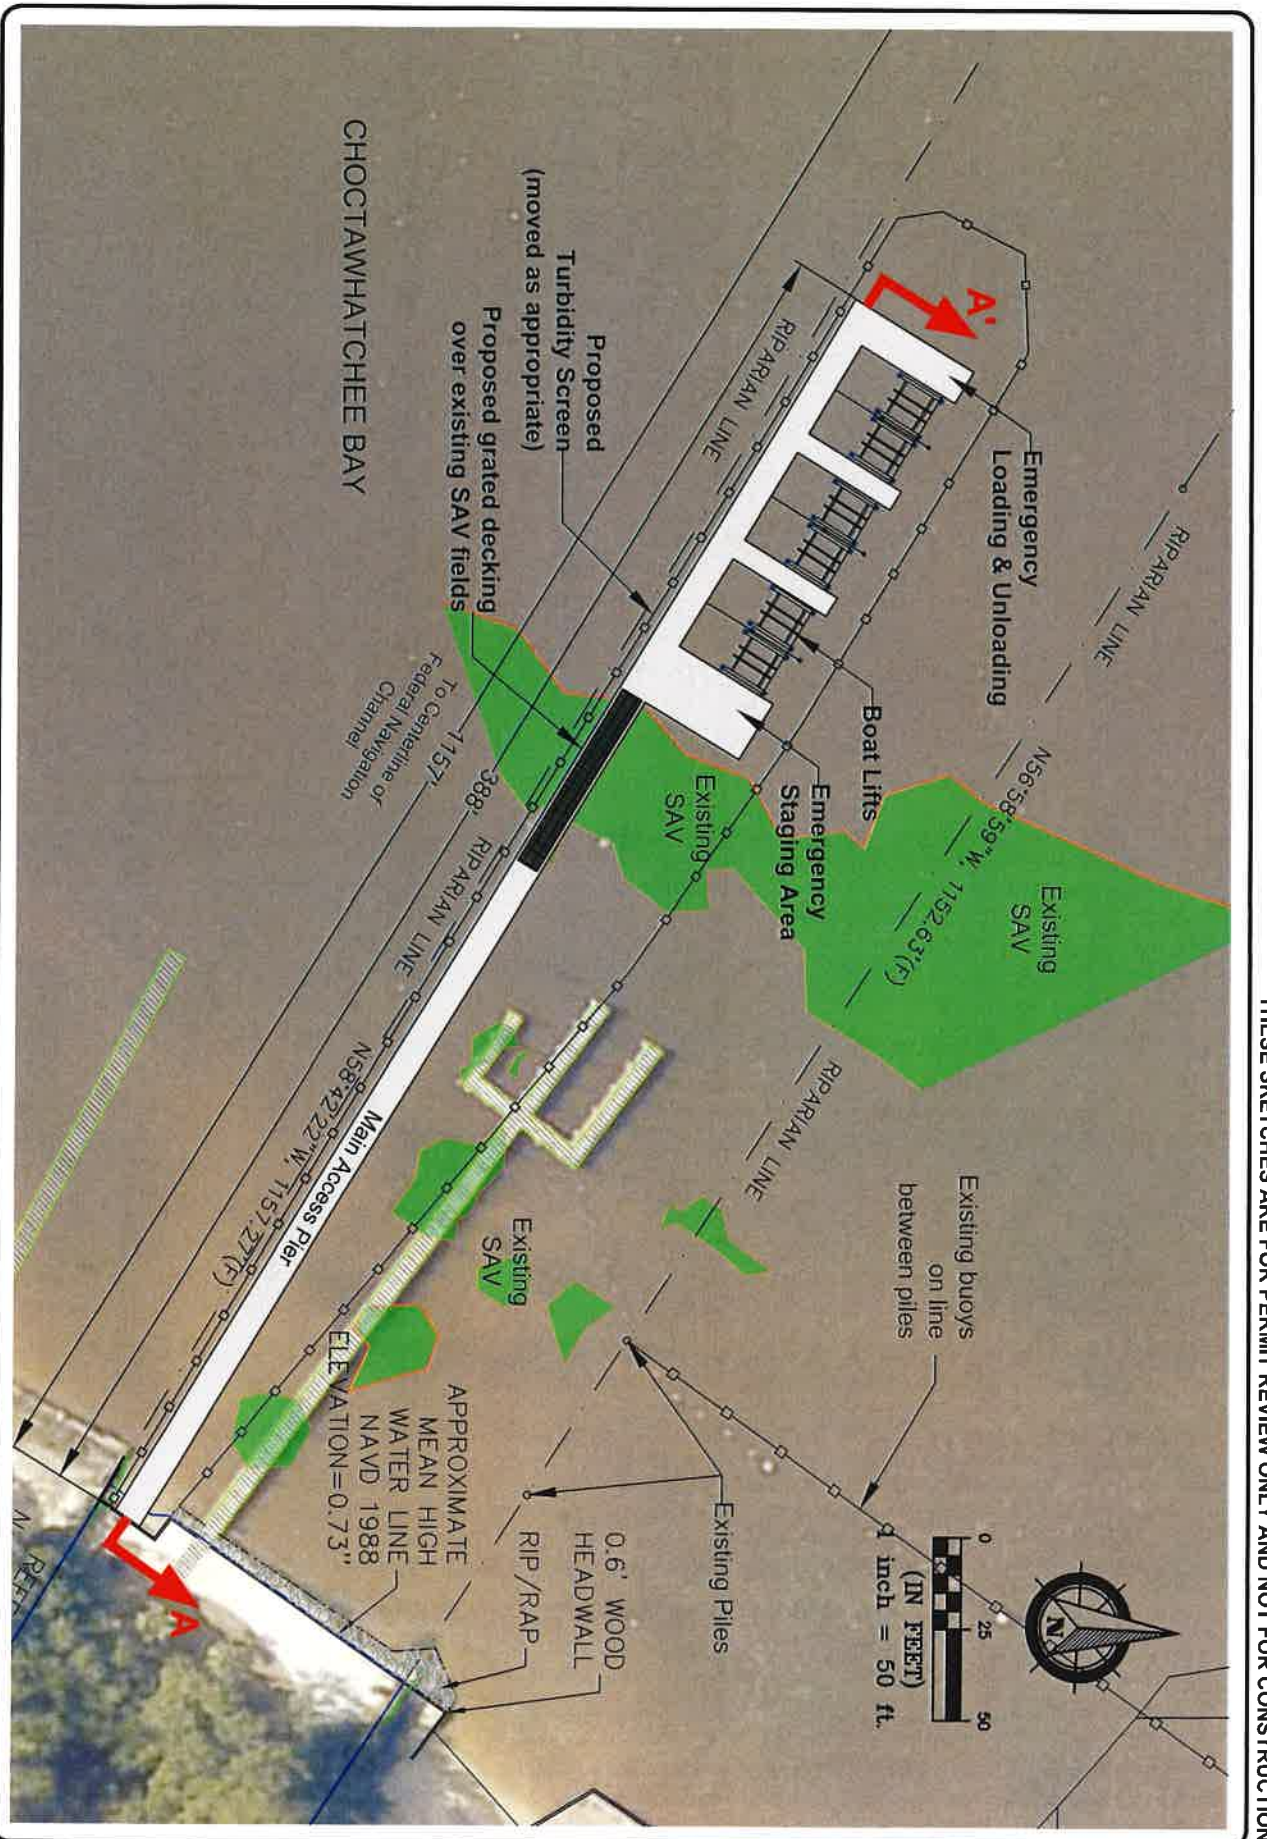 THESE SKETCHES ARE FOR PERMIT REVIEW ONLY AND NOT FOR CONSTRUCTION
0
25
50
(IN FEET)
inch = 50 ft.
N
A'
Emergency
Loading & Unloading
RIPARIAN LINE
N56°58'59"W, 1152.63'(F)
RIPARIAN LINE
Existing
SAV
Boat Lifts
Emergency
Staging Area
Existing
SAV
Existing buoys
on line
between piles
Existing Piles
0.6' WOOD
HEADWALL
RIP/RAP
APPROXIMATE
MEAN HIGH
WATER LINE
NAVD 1988
ELEVATION=0.73"
Existing
SAV
RIPARIAN LINE
Proposed
Turbidity Screen
(moved as appropriate)
Proposed grated decking
over existing SAV fields
CHOCTAWHATCHEE BAY
388'
1157'
To Centerline of
Federal Navigation
Channel
RIPARIAN LINE
N58°42'22"W, 1157.27'(F)
Main Access Pier
A